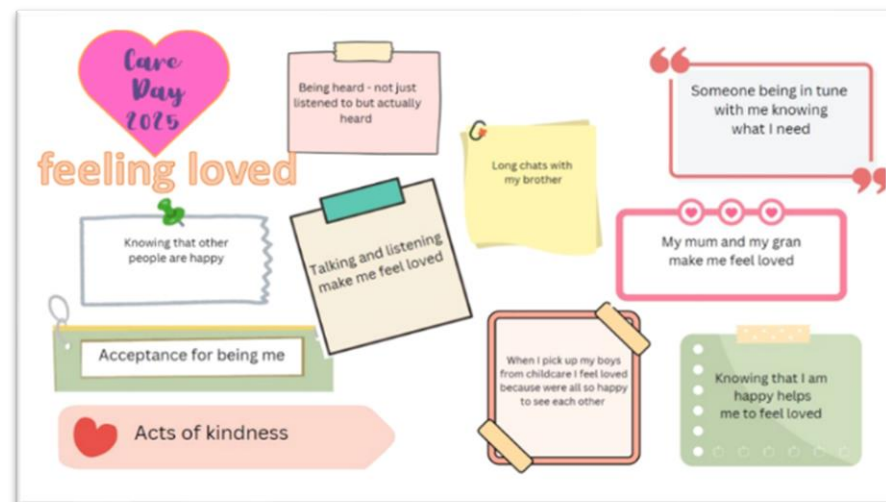 Care
Day
2025
feeling loved
Being heard - not just
listened to but actually
heard
Long chats with
my brother
Someone being in tune
with me knowing
what I need
Knowing that other
people are happy
Talking and listening
make me feel loved
My mum and my gran
make me feel loved
Acceptance for being me
When I pick up my boys
from childcare I feel loved
because were all so happy
to see each other
Knowing that I am
happy helps
me to feel loved
Acts of kindness